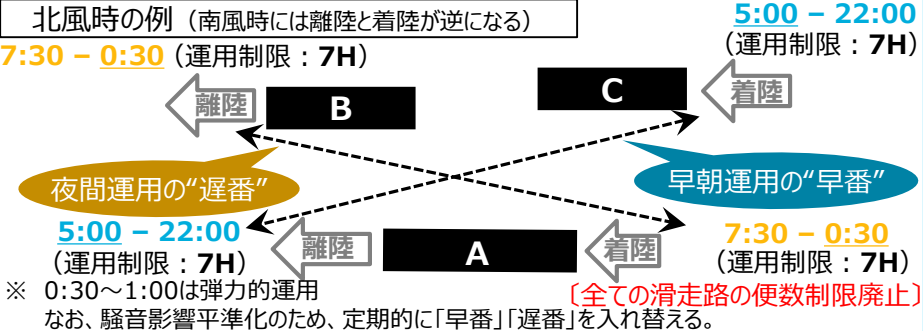 北風時の例（南風時には離陸と着陸が逆になる）
5:00 – 22:00
（運用制限：7H）
7:30 – 0:30（運用制限：7H）
離陸
B
C
着陸
夜間運用の“遅番”
早朝運用の“早番”
5:00 – 22:00
（運用制限：7H）
離陸
A
着陸
7:30 – 0:30
（運用制限：7H）
※　0:30～1:00は弾力的運用
〔全ての滑走路の便数制限廃止〕
なお、騒音影響平準化のため、定期的に「早番」「遅番」を入れ替える。